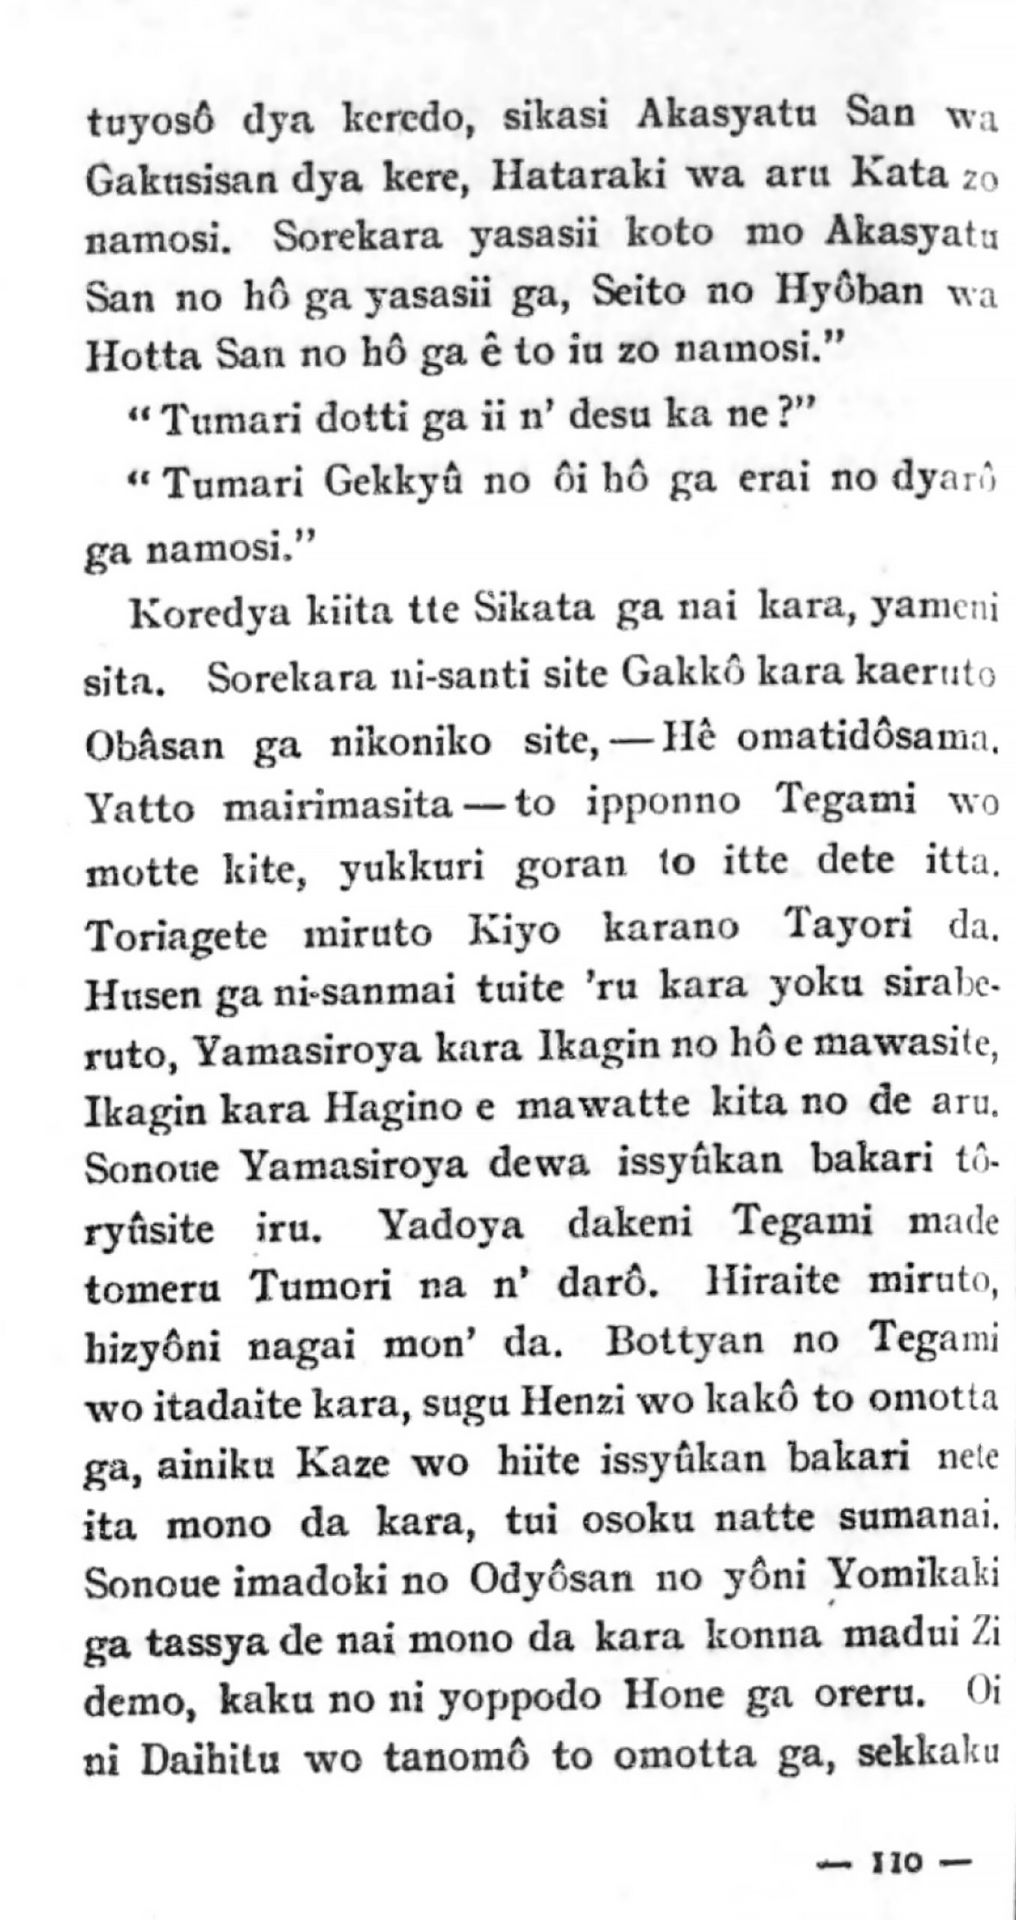 tuyosô dya keredo, sikasi Akasyatu San wa
Gakusisan dya kere, Hataraki wa aru Kata zo
namosi. Sorekara yasasii koto mo Akasyatu
San no hô ga yasasii ga, Seito no Hyôban wa
Hotta San no hô ga ê to iu zo namosi.”
“Tumari dotti ga ii n’ desu ka ne?”
“Tumari Gekkyû no ôi hô ga erai no dyarô
ga namosi.”
Koredya kiita tte Sikata ga nai kara, yameni
sita. Sorekara ni-santi site Gakkô kara kaeruto
Obâsan ga nikoniko site,—Hê omatidôsama.
Yatto mairimasita—to ipponno Tegami wo
motte kite, yukkuri goran to itte dete itta.
Toriagete miruto Kiyo karano Tayori da.
Husen ga ni-sanmai tuite ’ru kara yoku sirabe-
ruto, Yamasiroya kara Ikagin no hô e mawasite,
Ikagin kara Hagino e mawatte kita no de aru.
Sonoue Yamasiroya dewa issyûkan bakari tô-
ryûsite iru. Yadoya dakeni Tegami made
tomeru Tumori na n’ darô. Hiraite miruto,
hizyôni nagai mon’ da. Bottyan no Tegami
wo itadaite kara, sugu Henzi wo kakô to omotta
ga, ainiku Kaze wo hiite issyûkan bakari nete
ita mono da kara, tui osoku natte sumanai.
Sonoue imadoki no Odyôsan no yôni Yomikaki
ga tassya de nai mono da kara konna madui Zi
demo, kaku no ni yoppodo Hone ga oreru. Oi
ni Daihitu wo tanomô to omotta ga, sekkaku
— 110 —